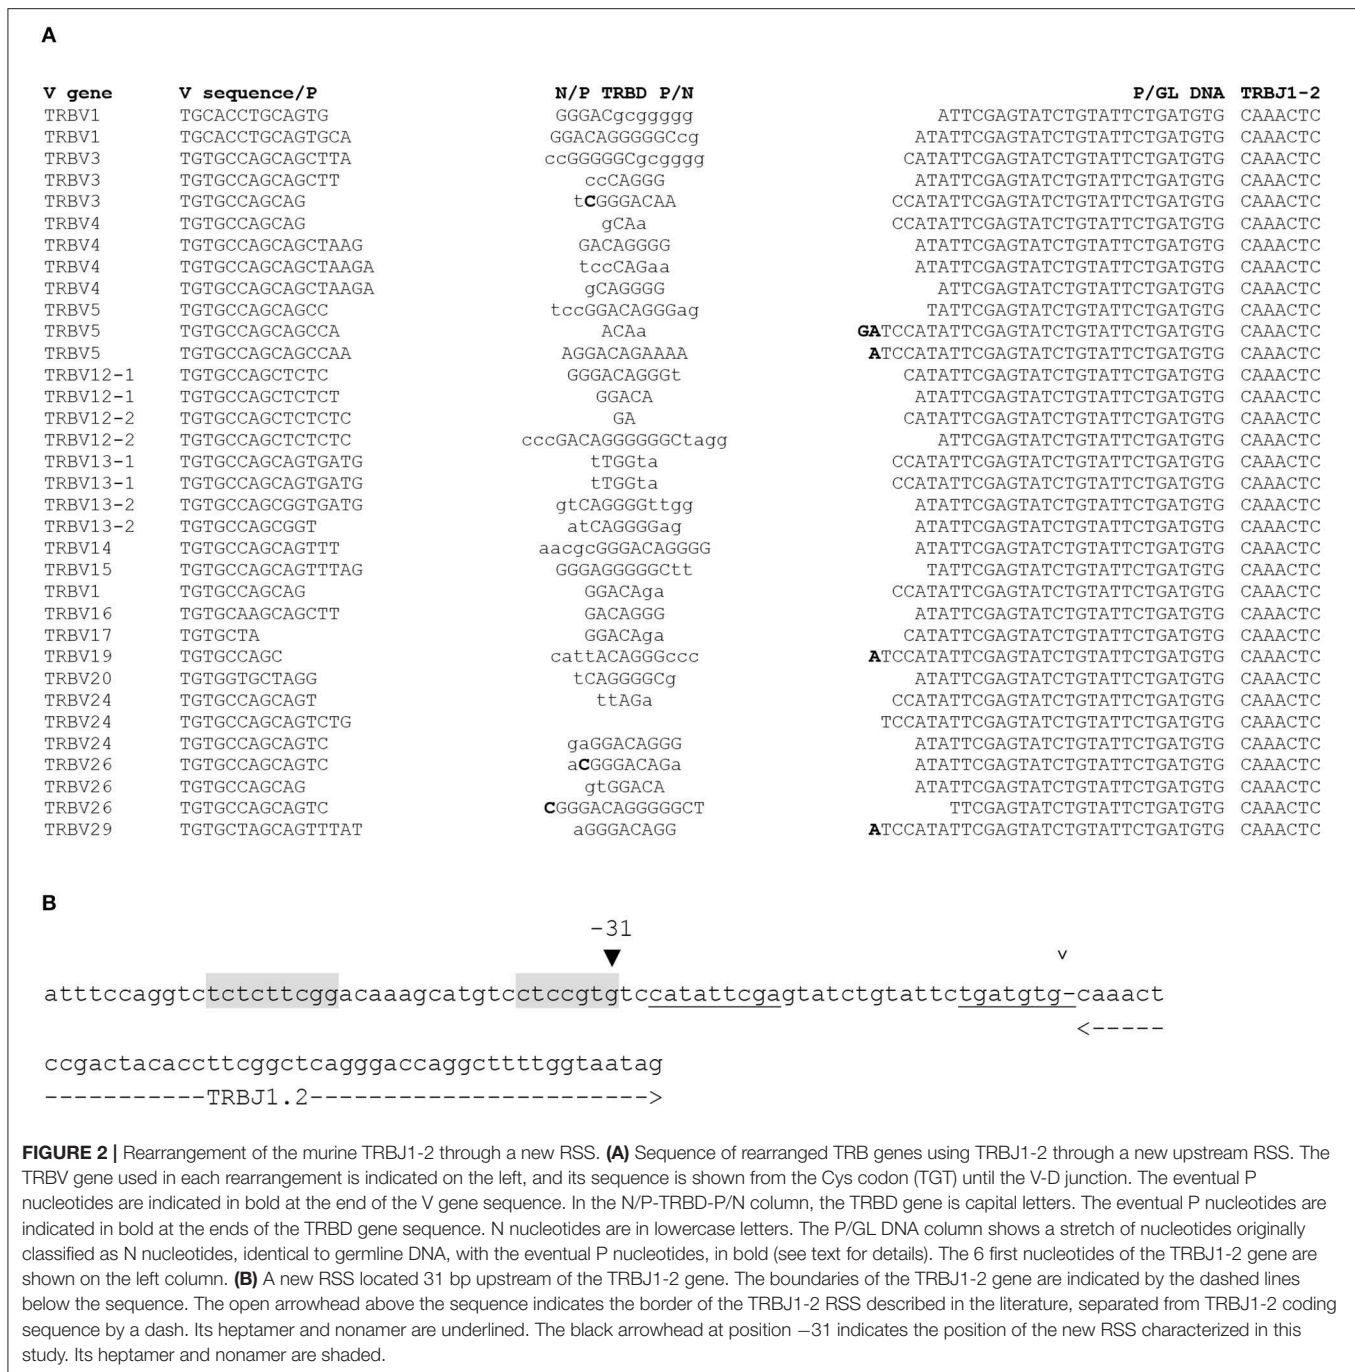 A
V gene V sequence/P N/P TRBD P/N P/GL DNA TRBJ1-2
TRBV1 TGCACCTGCAGTG GGGACgcggggg ATTCGAGTATCTGTATTCTGATGTG CAAACTC
TRBV1 TGCACCTGCAGTGCA GGACAGGGGGCcg ATATTCGAGTATCTGTATTCTGATGTG CAAACTC
TRBV3 TGTGCCAGCAGCTTA ccGGGGGCgcgggg CATATTCGAGTATCTGTATTCTGATGTG CAAACTC
TRBV3 TGTGCCAGCAGCTT ccCAGGG ATATTCGAGTATCTGTATTCTGATGTG CAAACTC
TRBV3 TGTGCCAGCAG tCGGGACAA CCATATTCGAGTATCTGTATTCTGATGTG CAAACTC
TRBV4 TGTGCCAGCAG gCAa CCATATTCGAGTATCTGTATTCTGATGTG CAAACTC
TRBV4 TGTGCCAGCAGCTAAG GACAGGGG ATATTCGAGTATCTGTATTCTGATGTG CAAACTC
TRBV4 TGTGCCAGCAGCTAAGA tccCAGaa ATATTCGAGTATCTGTATTCTGATGTG CAAACTC
TRBV4 TGTGCCAGCAGCTAAGA gCAGGGG ATTCGAGTATCTGTATTCTGATGTG CAAACTC
TRBV5 TGTGCCAGCAGCC tccGGACAGGGag TATTCGAGTATCTGTATTCTGATGTG CAAACTC
TRBV5 TGTGCCAGCAGCCA ACAa GATCCATATTCGAGTATCTGTATTCTGATGTG CAAACTC
TRBV5 TGTGCCAGCAGCCAA AGGACAGAAAA ATCCATATTCGAGTATCTGTATTCTGATGTG CAAACTC
TRBV12-1 TGTGCCAGCTCTC GGGACAGGGt CATATTCGAGTATCTGTATTCTGATGTG CAAACTC
TRBV12-1 TGTGCCAGCTCTCT GGACA ATATTCGAGTATCTGTATTCTGATGTG CAAACTC
TRBV12-2 TGTGCCAGCTCTCTC GA CATATTCGAGTATCTGTATTCTGATGTG CAAACTC
TRBV12-2 TGTGCCAGCTCTCTC cccGACAGGGGGGCtagg ATTCGAGTATCTGTATTCTGATGTG CAAACTC
TRBV13-1 TGTGCCAGCAGTGATG tTGGta CCATATTCGAGTATCTGTATTCTGATGTG CAAACTC
TRBV13-1 TGTGCCAGCAGTGATG tTGGta CCATATTCGAGTATCTGTATTCTGATGTG CAAACTC
TRBV13-2 TGTGCCAGCGGTGATG gtCAGGGGttgg ATATTCGAGTATCTGTATTCTGATGTG CAAACTC
TRBV13-2 TGTGCCAGCGGT atCAGGGGag ATATTCGAGTATCTGTATTCTGATGTG CAAACTC
TRBV14 TGTGCCAGCAGTTT aacgcGGGACAGGGG ATATTCGAGTATCTGTATTCTGATGTG CAAACTC
TRBV15 TGTGCCAGCAGTTTAG GGGAGGGGGCtt TATTCGAGTATCTGTATTCTGATGTG CAAACTC
TRBV1 TGTGCCAGCAG GGACAga CCATATTCGAGTATCTGTATTCTGATGTG CAAACTC
TRBV16 TGTGCAAGCAGCTT GACAGGG ATATTCGAGTATCTGTATTCTGATGTG CAAACTC
TRBV17 TGTGCTA GGACAga CATATTCGAGTATCTGTATTCTGATGTG CAAACTC
TRBV19 TGTGCCAGC cattACAGGGccc ATCCATATTCGAGTATCTGTATTCTGATGTG CAAACTC
TRBV20 TGTGGTGCTAGG tCAGGGGCg ATATTCGAGTATCTGTATTCTGATGTG CAAACTC
TRBV24 TGTGCCAGCAGT ttAGa CCATATTCGAGTATCTGTATTCTGATGTG CAAACTC
TRBV24 TGTGCCAGCAGTCTG TCCATATTCGAGTATCTGTATTCTGATGTG CAAACTC
TRBV24 TGTGCCAGCAGTC gaGGACAGGG ATATTCGAGTATCTGTATTCTGATGTG CAAACTC
TRBV26 TGTGCCAGCAGTC aCGGGACAGa ATATTCGAGTATCTGTATTCTGATGTG CAAACTC
TRBV26 TGTGCCAGCAG gtGGACA ATATTCGAGTATCTGTATTCTGATGTG CAAACTC
TRBV26 TGTGCCAGCAGTC CGGGACAGGGGGCT TTCGAGTATCTGTATTCTGATGTG CAAACTC
TRBV29 TGTGCTAGCAGTTTAT aGGGACAGG ATCCATATTCGAGTATCTGTATTCTGATGTG CAAACTC
B
-31
atttccaggtctctcttcggacaaagcatgtcctccgtgtccatattcgagtatctgtattctgatgtg-caaact
<-----
ccgactacaccttcggctcagggaccaggcttttggtaatag
-----------TRBJ1.2----------------------->
FIGURE 2 | Rearrangement of the murine TRBJ1-2 through a new RSS. (A) Sequence of rearranged TRB genes using TRBJ1-2 through a new upstream RSS. The
TRBV gene used in each rearrangement is indicated on the left, and its sequence is shown from the Cys codon (TGT) until the V-D junction. The eventual P
nucleotides are indicated in bold at the end of the V gene sequence. In the N/P-TRBD-P/N column, the TRBD gene is capital letters. The eventual P nucleotides are
indicated in bold at the ends of the TRBD gene sequence. N nucleotides are in lowercase letters. The P/GL DNA column shows a stretch of nucleotides originally
classified as N nucleotides, identical to germline DNA, with the eventual P nucleotides, in bold (see text for details). The 6 first nucleotides of the TRBJ1-2 gene are
shown on the left column. (B) A new RSS located 31 bp upstream of the TRBJ1-2 gene. The boundaries of the TRBJ1-2 gene are indicated by the dashed lines
below the sequence. The open arrowhead above the sequence indicates the border of the TRBJ1-2 RSS described in the literature, separated from TRBJ1-2 coding
sequence by a dash. Its heptamer and nonamer are underlined. The black arrowhead at position −31 indicates the position of the new RSS characterized in this
study. Its heptamer and nonamer are shaded.